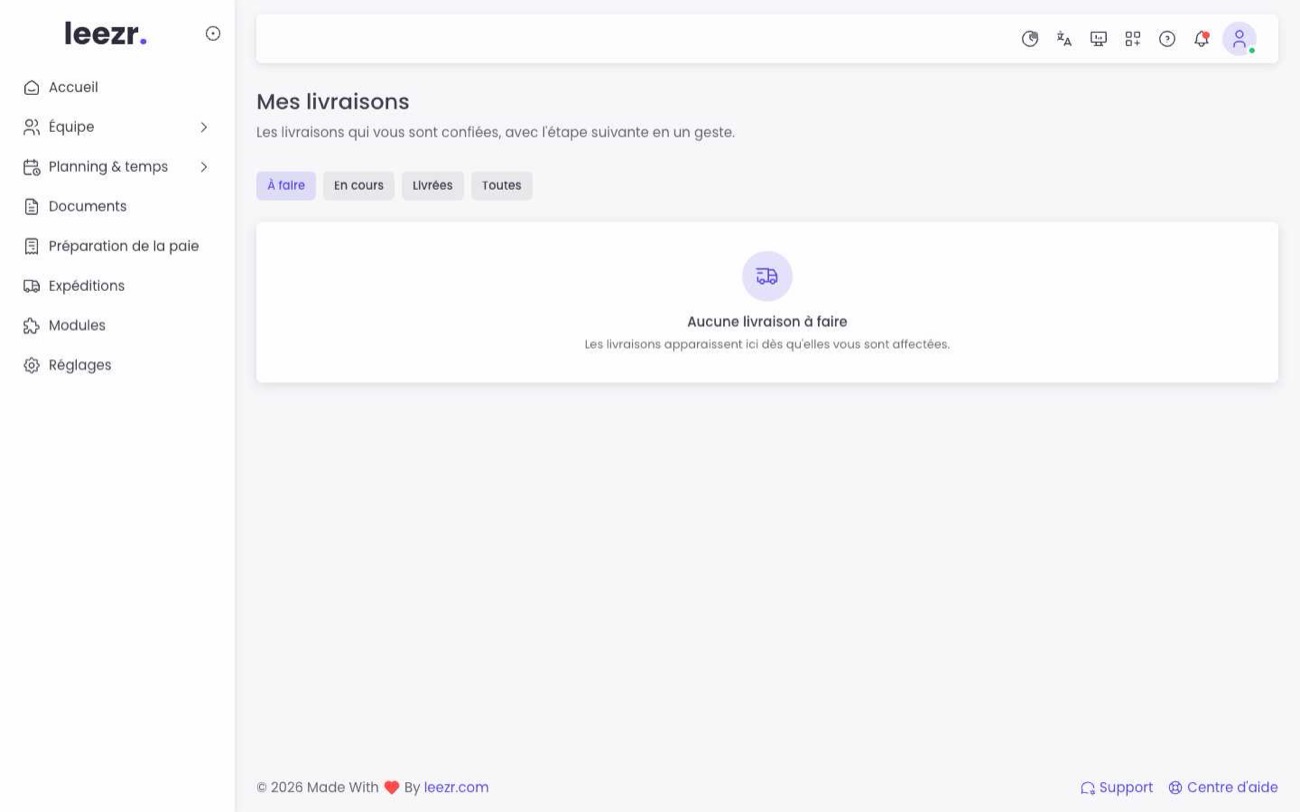 leezr.
Accueil
Équipe
Planning & temps
Documents
Préparation de la paie
Expéditions
Modules
Réglages
Mes livraisons
Les livraisons qui vous sont confiées, avec l'étape suivante en un geste.
À faire
En cours
Livrées
Toutes
Aucune livraison à faire
Les livraisons apparaissent ici dès qu'elles vous sont affectées.
© 2026 Made With ❤ By leezr.com
Support
Centre d'aide